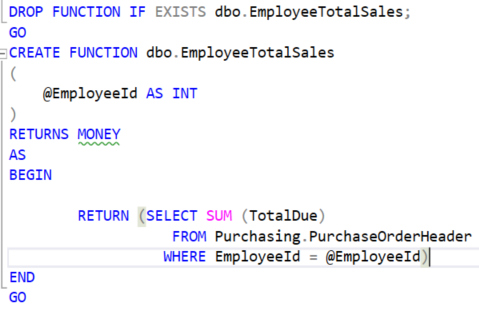 DROP FUNCTION IF EXISTS dbo.EmployeeTotalSales;
GO
CREATE FUNCTION dbo.EmployeeTotalSales
(
    @EmployeeId AS INT
)
RETURNS MONEY
AS
BEGIN
        RETURN (SELECT SUM (TotalDue)
                    FROM Purchasing.PurchaseOrderHeader
                   WHERE EmployeeId = @EmployeeId)
END
GO